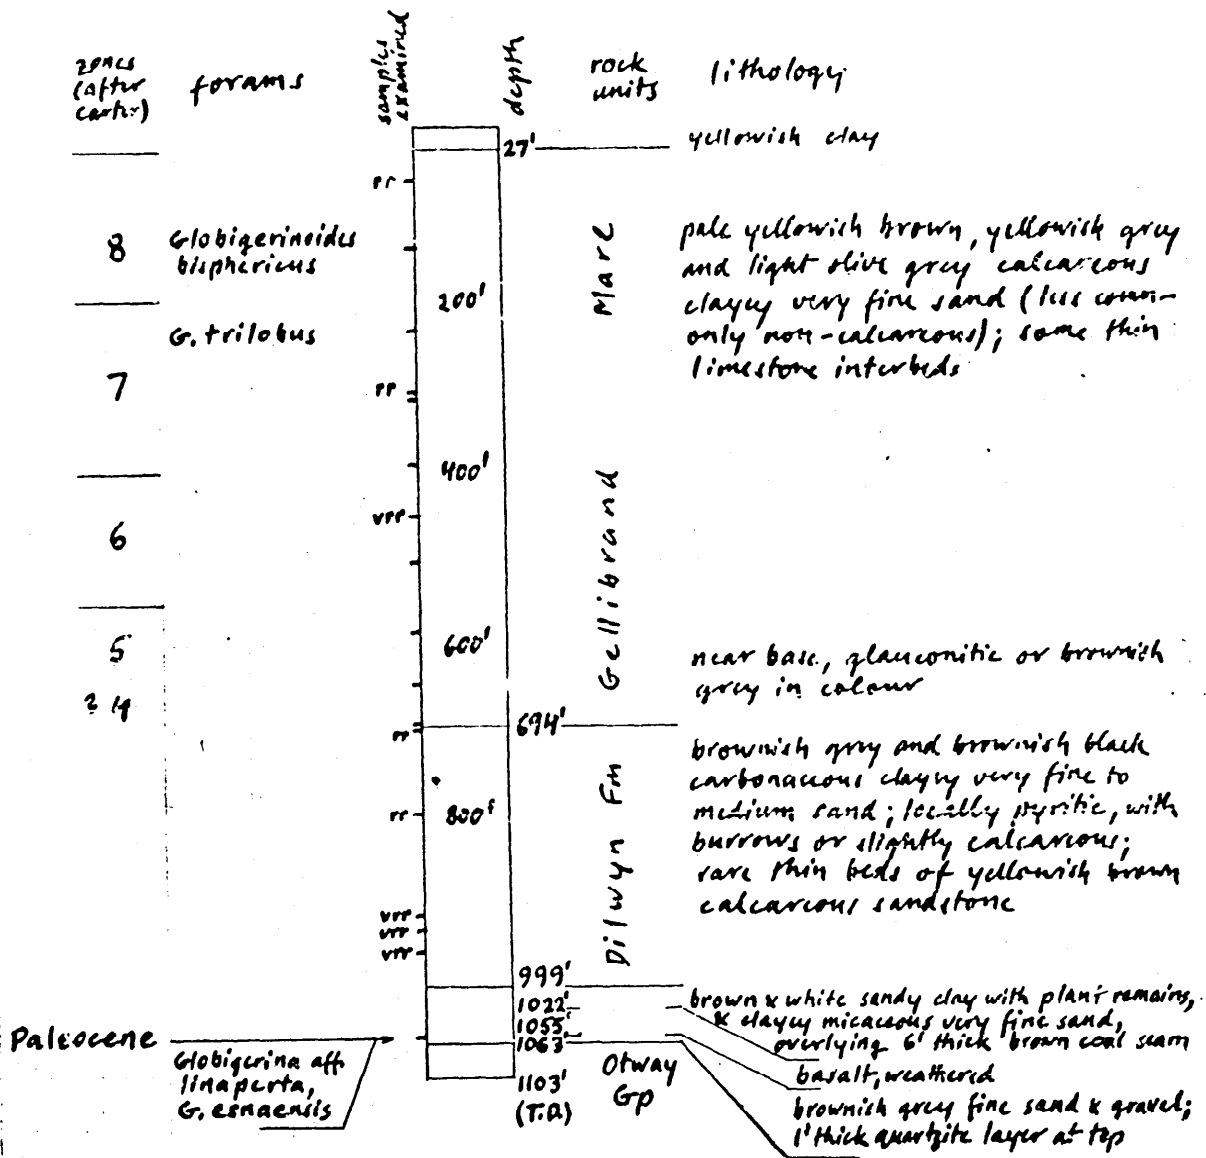 zones
(after
carter)
forams
samples
examined
depth
rock
units
lithology
27'
yellowish clay
rr
8
Globigerinoides
bisphericus
200'
Marl
pale yellowish brown, yellowish grey
and light olive grey calcareous
clayey very fine sand (less comm-
only non-calcareous); some thin
limestone interbeds
G. trilobus
7
rr
400'
vrr
6
Gellibrand
5
600'
near base, glauconitic or brownish
grey in colour
? 4
694'
rr
brownish grey and brownish black
carbonaceous clayey very fine to
medium sand; locally pyritic, with
burrows or slightly calcareous;
rare thin beds of yellowish brown
calcareous sandstone
rr
800'
Dilwyn Fm
vrr
vrr
vrr
999'
1022'
1055'
1063'
brown & white sandy clay with plant remains,
& clayey micaceous very fine sand,
overlying 6' thick brown coal seam
Paleocene
Globigerina aff.
linaperta,
G. esnaensis
Otway
Gp
1103'
(T.D.)
basalt, weathered
brownish grey fine sand & gravel;
1' thick quartzite layer at top